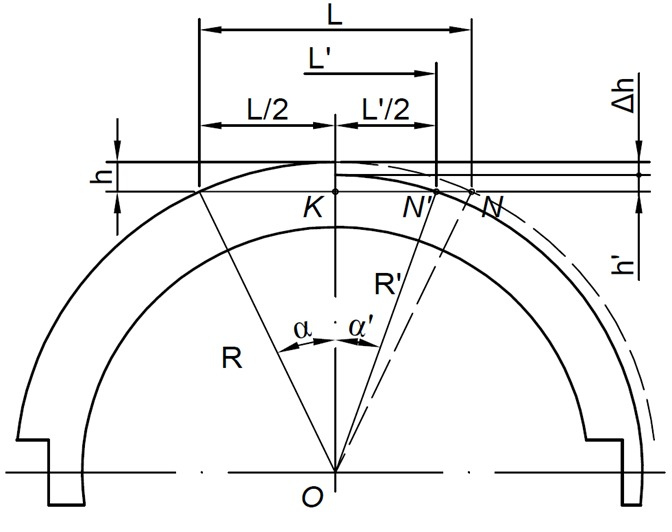 L
L'
L/2 L'/2
Δh
h
K N' N
h'
R'
α α'
R
O